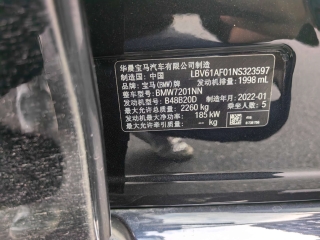 华晨宝马汽车有限公司制造
制造国：中国 LBV61AF01NS323597
品牌：宝马(BMW)牌 发动机排量：1998 mL
整车型号：BMW7201NN
发动机型号：B48B20D 制造年月：2022-01
最大允许总质量：2260 kg 乘坐人数：5
发动机最大净功率：185 kW
最大允许牵引质量：-- kg